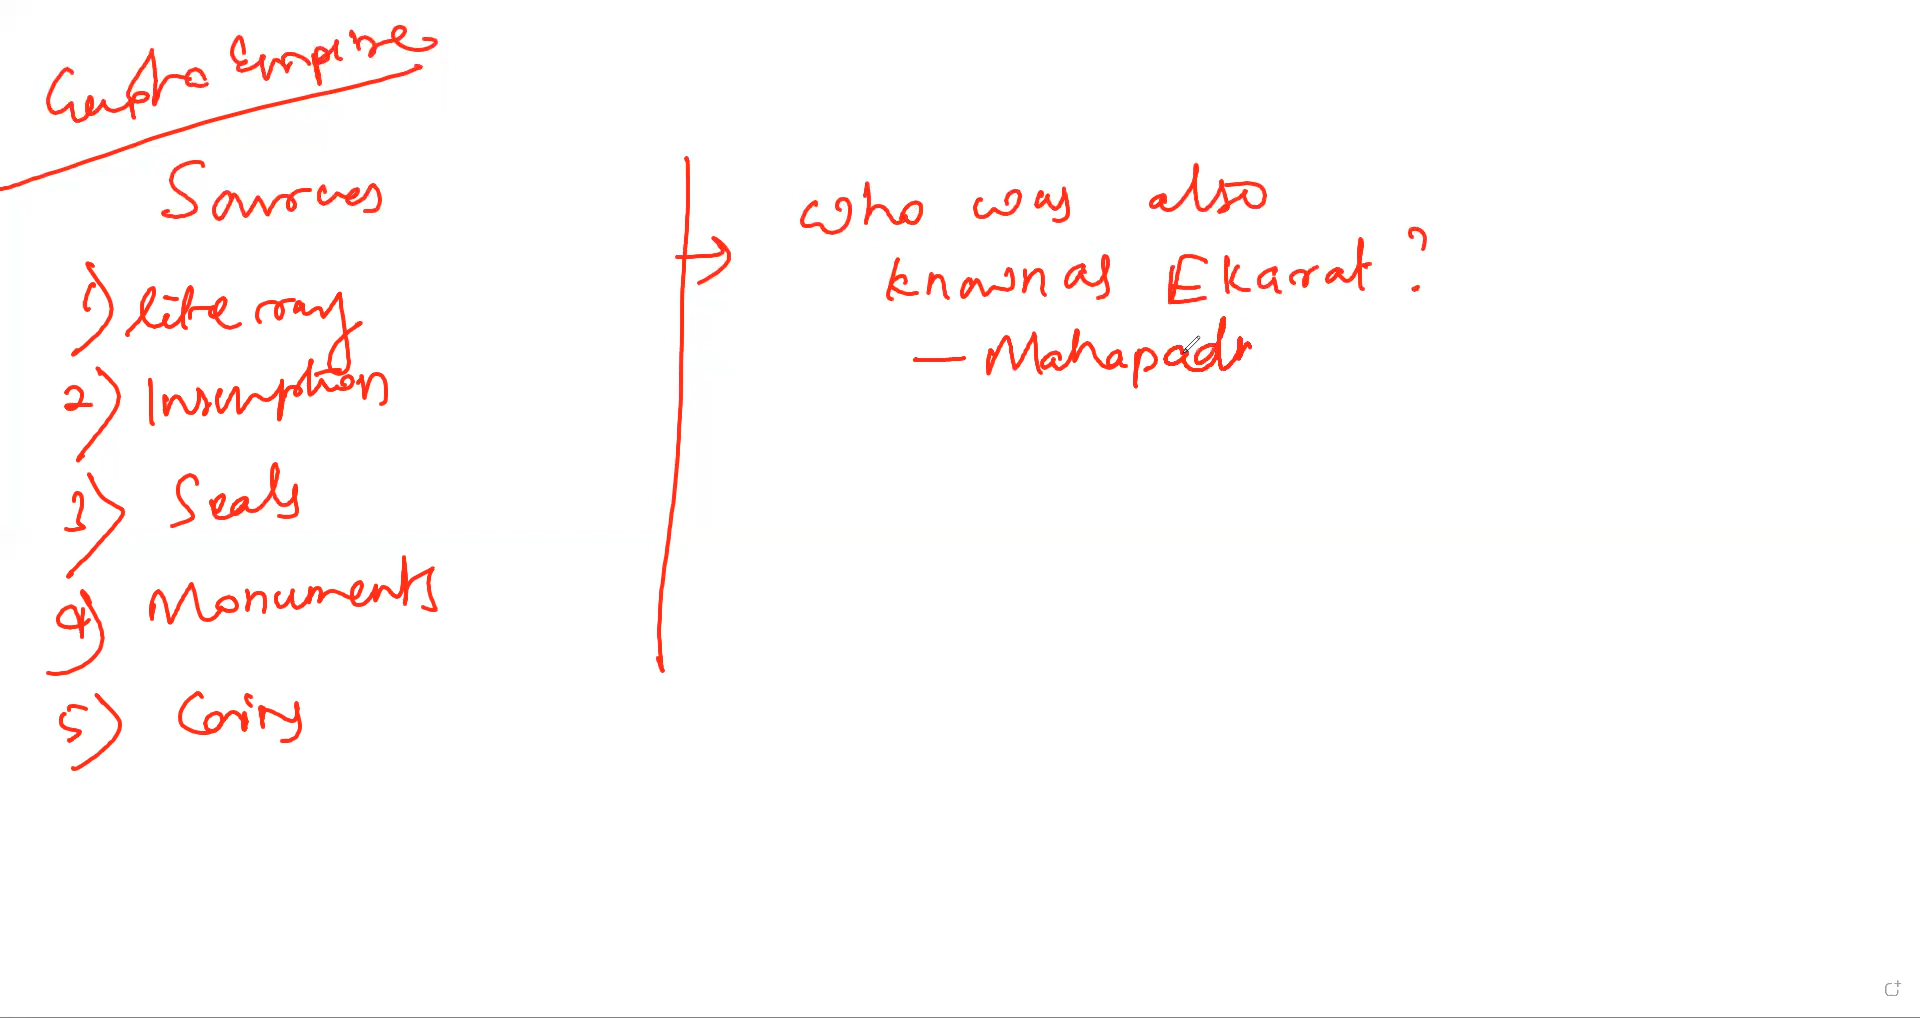 Gupta Empire
Sources
1) literary
2) Inscription
3) Seals
4) Monuments
5) Coins
→ who was also
known as Ekarat ?
— Mahapad